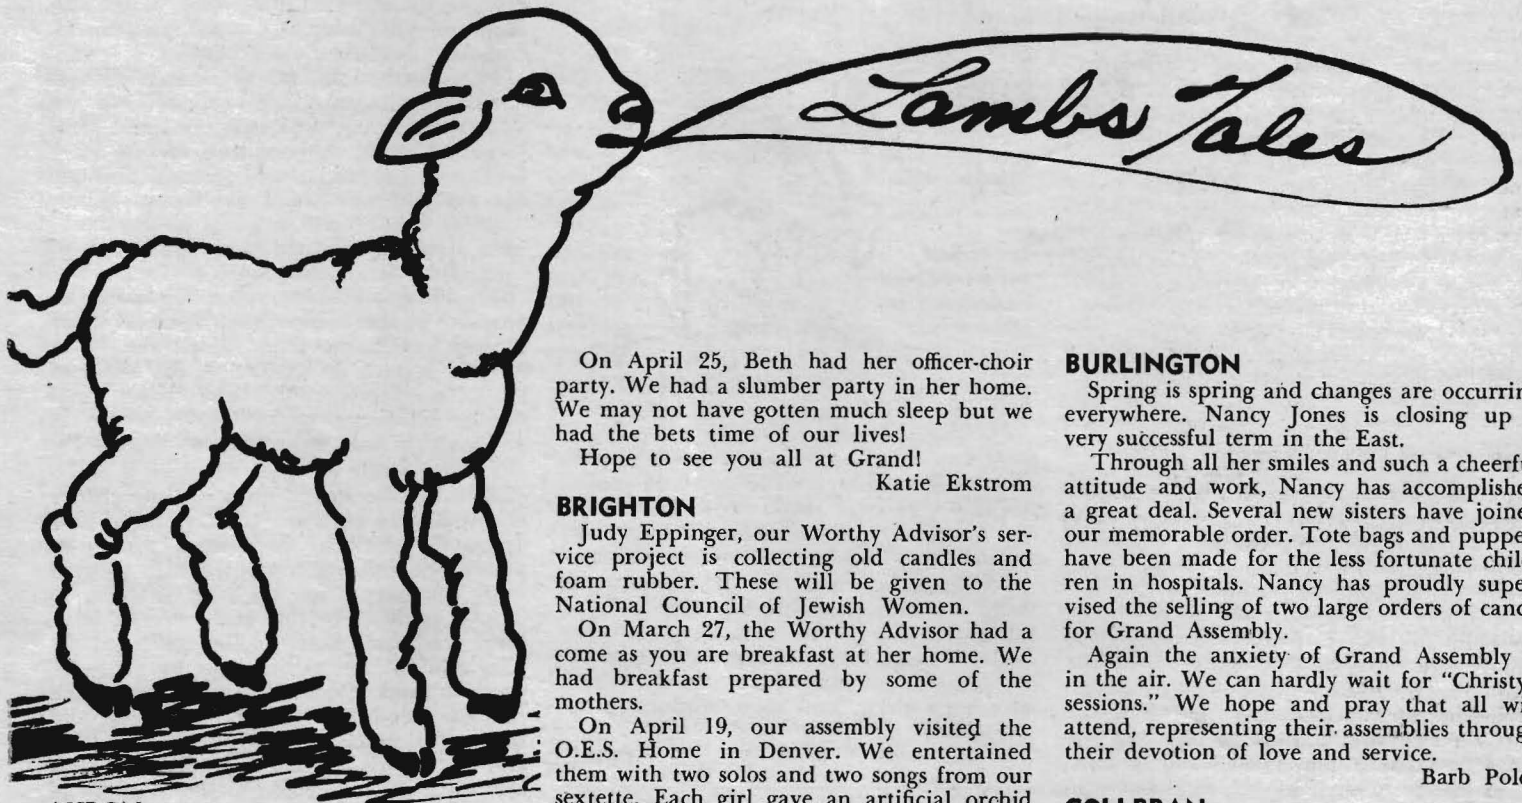 Lambs Tales
On April 25, Beth had her officer-choir
party. We had a slumber party in her home.
We may not have gotten much sleep but we
had the bets time of our lives!
Hope to see you all at Grand!
Katie Ekstrom
BRIGHTON
Judy Eppinger, our Worthy Advisor's ser-
vice project is collecting old candles and
foam rubber. These will be given to the
National Council of Jewish Women.
On March 27, the Worthy Advisor had a
come as you are breakfast at her home. We
had breakfast prepared by some of the
mothers.
On April 19, our assembly visited the
O.E.S. Home in Denver. We entertained
them with two solos and two songs from our
sextette. Each girl gave an artificial orchid
BURLINGTON
Spring is spring and changes are occurrin
everywhere. Nancy Jones is closing up
very successful term in the East.
Through all her smiles and such a cheerf
attitude and work, Nancy has accomplishe
a great deal. Several new sisters have joine
our memorable order. Tote bags and puppe
have been made for the less fortunate chil
ren in hospitals. Nancy has proudly supe
vised the selling of two large orders of cand
for Grand Assembly.
Again the anxiety of Grand Assembly
in the air. We can hardly wait for "Christy
sessions." We hope and pray that all wi
attend, representing their assemblies throug
their devotion of love and service.
Barb Pol